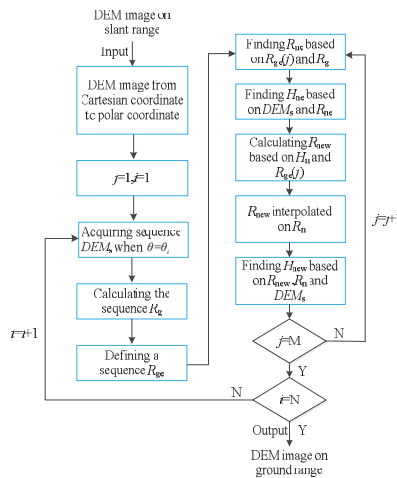 DEM image on
slant range
Input
DEM image from
Cartesian coordinate
to polar coordinate
j=1,i=1
Acquiring sequence
DEMs when θ=θi
Calculating the
sequence Rg
Defining a
sequence Rge
i=i+1
Finding Rne based
on Rge(j) and Rg
Finding Hne based
on DEMs and Rne
Calculating Rnew
based on Hn and
Rge(j)
Rnew interpolated
on Rn
Finding Hnew based
on Rnew, Rn and
DEMs
j=M
N
j=j+
Y
i=N
N
Output
Y
DEM image on
ground range